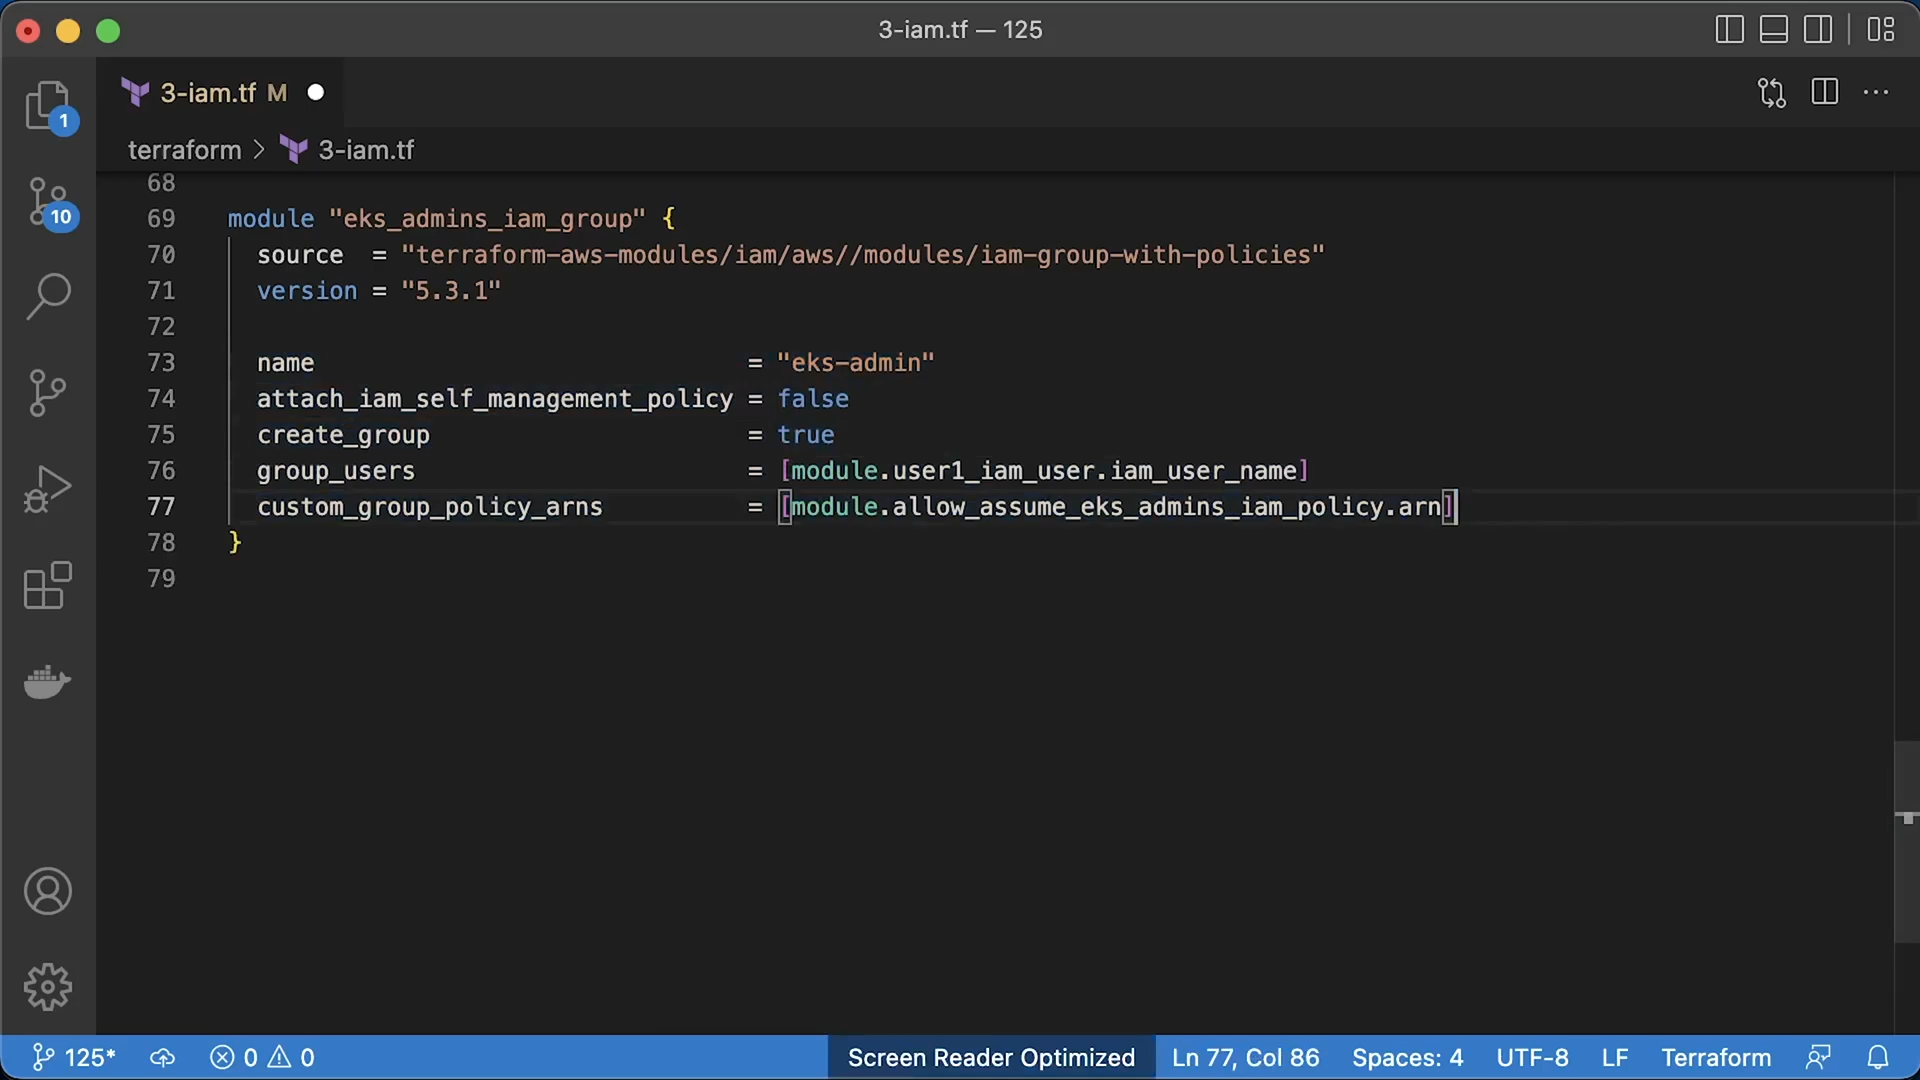 3-iam.tf — 125
3-iam.tf M
terraform > 3-iam.tf
1
10
68
69 module "eks_admins_iam_group" {
70 source = "terraform-aws-modules/iam/aws//modules/iam-group-with-policies"
71 version = "5.3.1"
72
73 name = "eks-admin"
74 attach_iam_self_management_policy = false
75 create_group = true
76 group_users = [module.user1_iam_user.iam_user_name]
77 custom_group_policy_arns = [module.allow_assume_eks_admins_iam_policy.arn]
78 }
79
125* 0 0 Screen Reader Optimized Ln 77, Col 86 Spaces: 4 UTF-8 LF Terraform